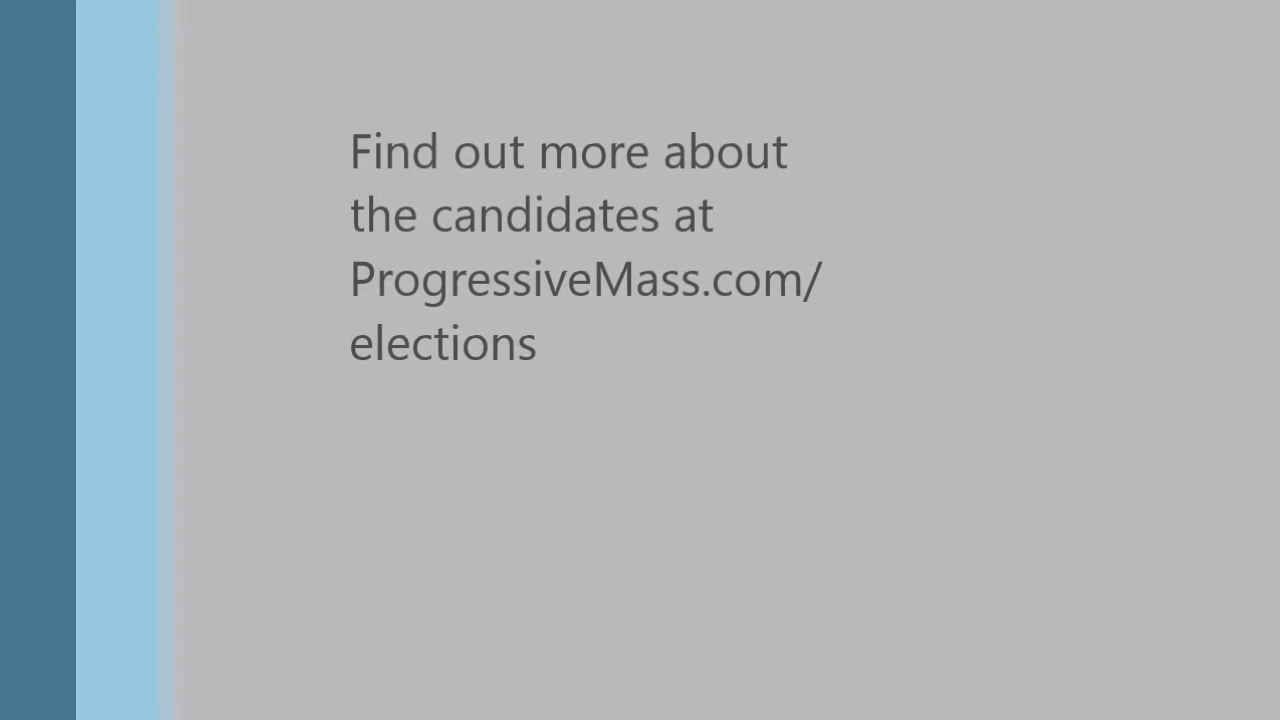 Find out more about
the candidates at
ProgressiveMass.com/
elections